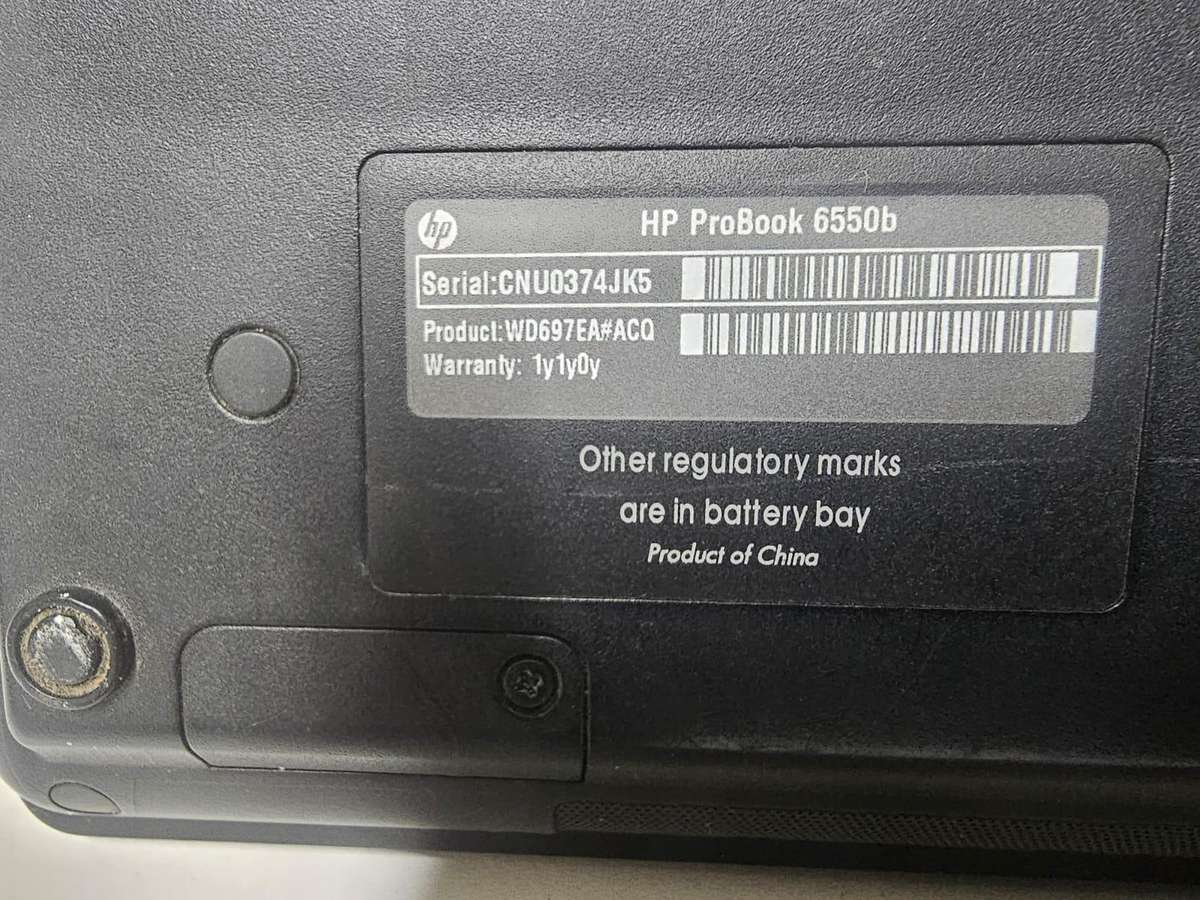 hp
HP ProBook 6550b
Serial:CNU0374JK5
Product:WD697EA#ACQ
Warranty: 1y1y0y
Other regulatory marks
are in battery bay
Product of China